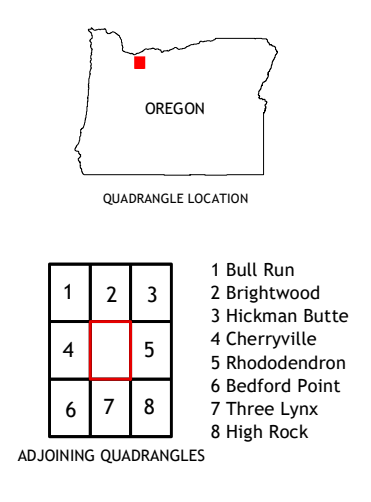 OREGON
QUADRANGLE LOCATION
1 2 3
4 5
6 7 8
1 Bull Run
2 Brightwood
3 Hickman Butte
4 Cherryville
5 Rhododendron
6 Bedford Point
7 Three Lynx
8 High Rock
ADJOINING QUADRANGLES